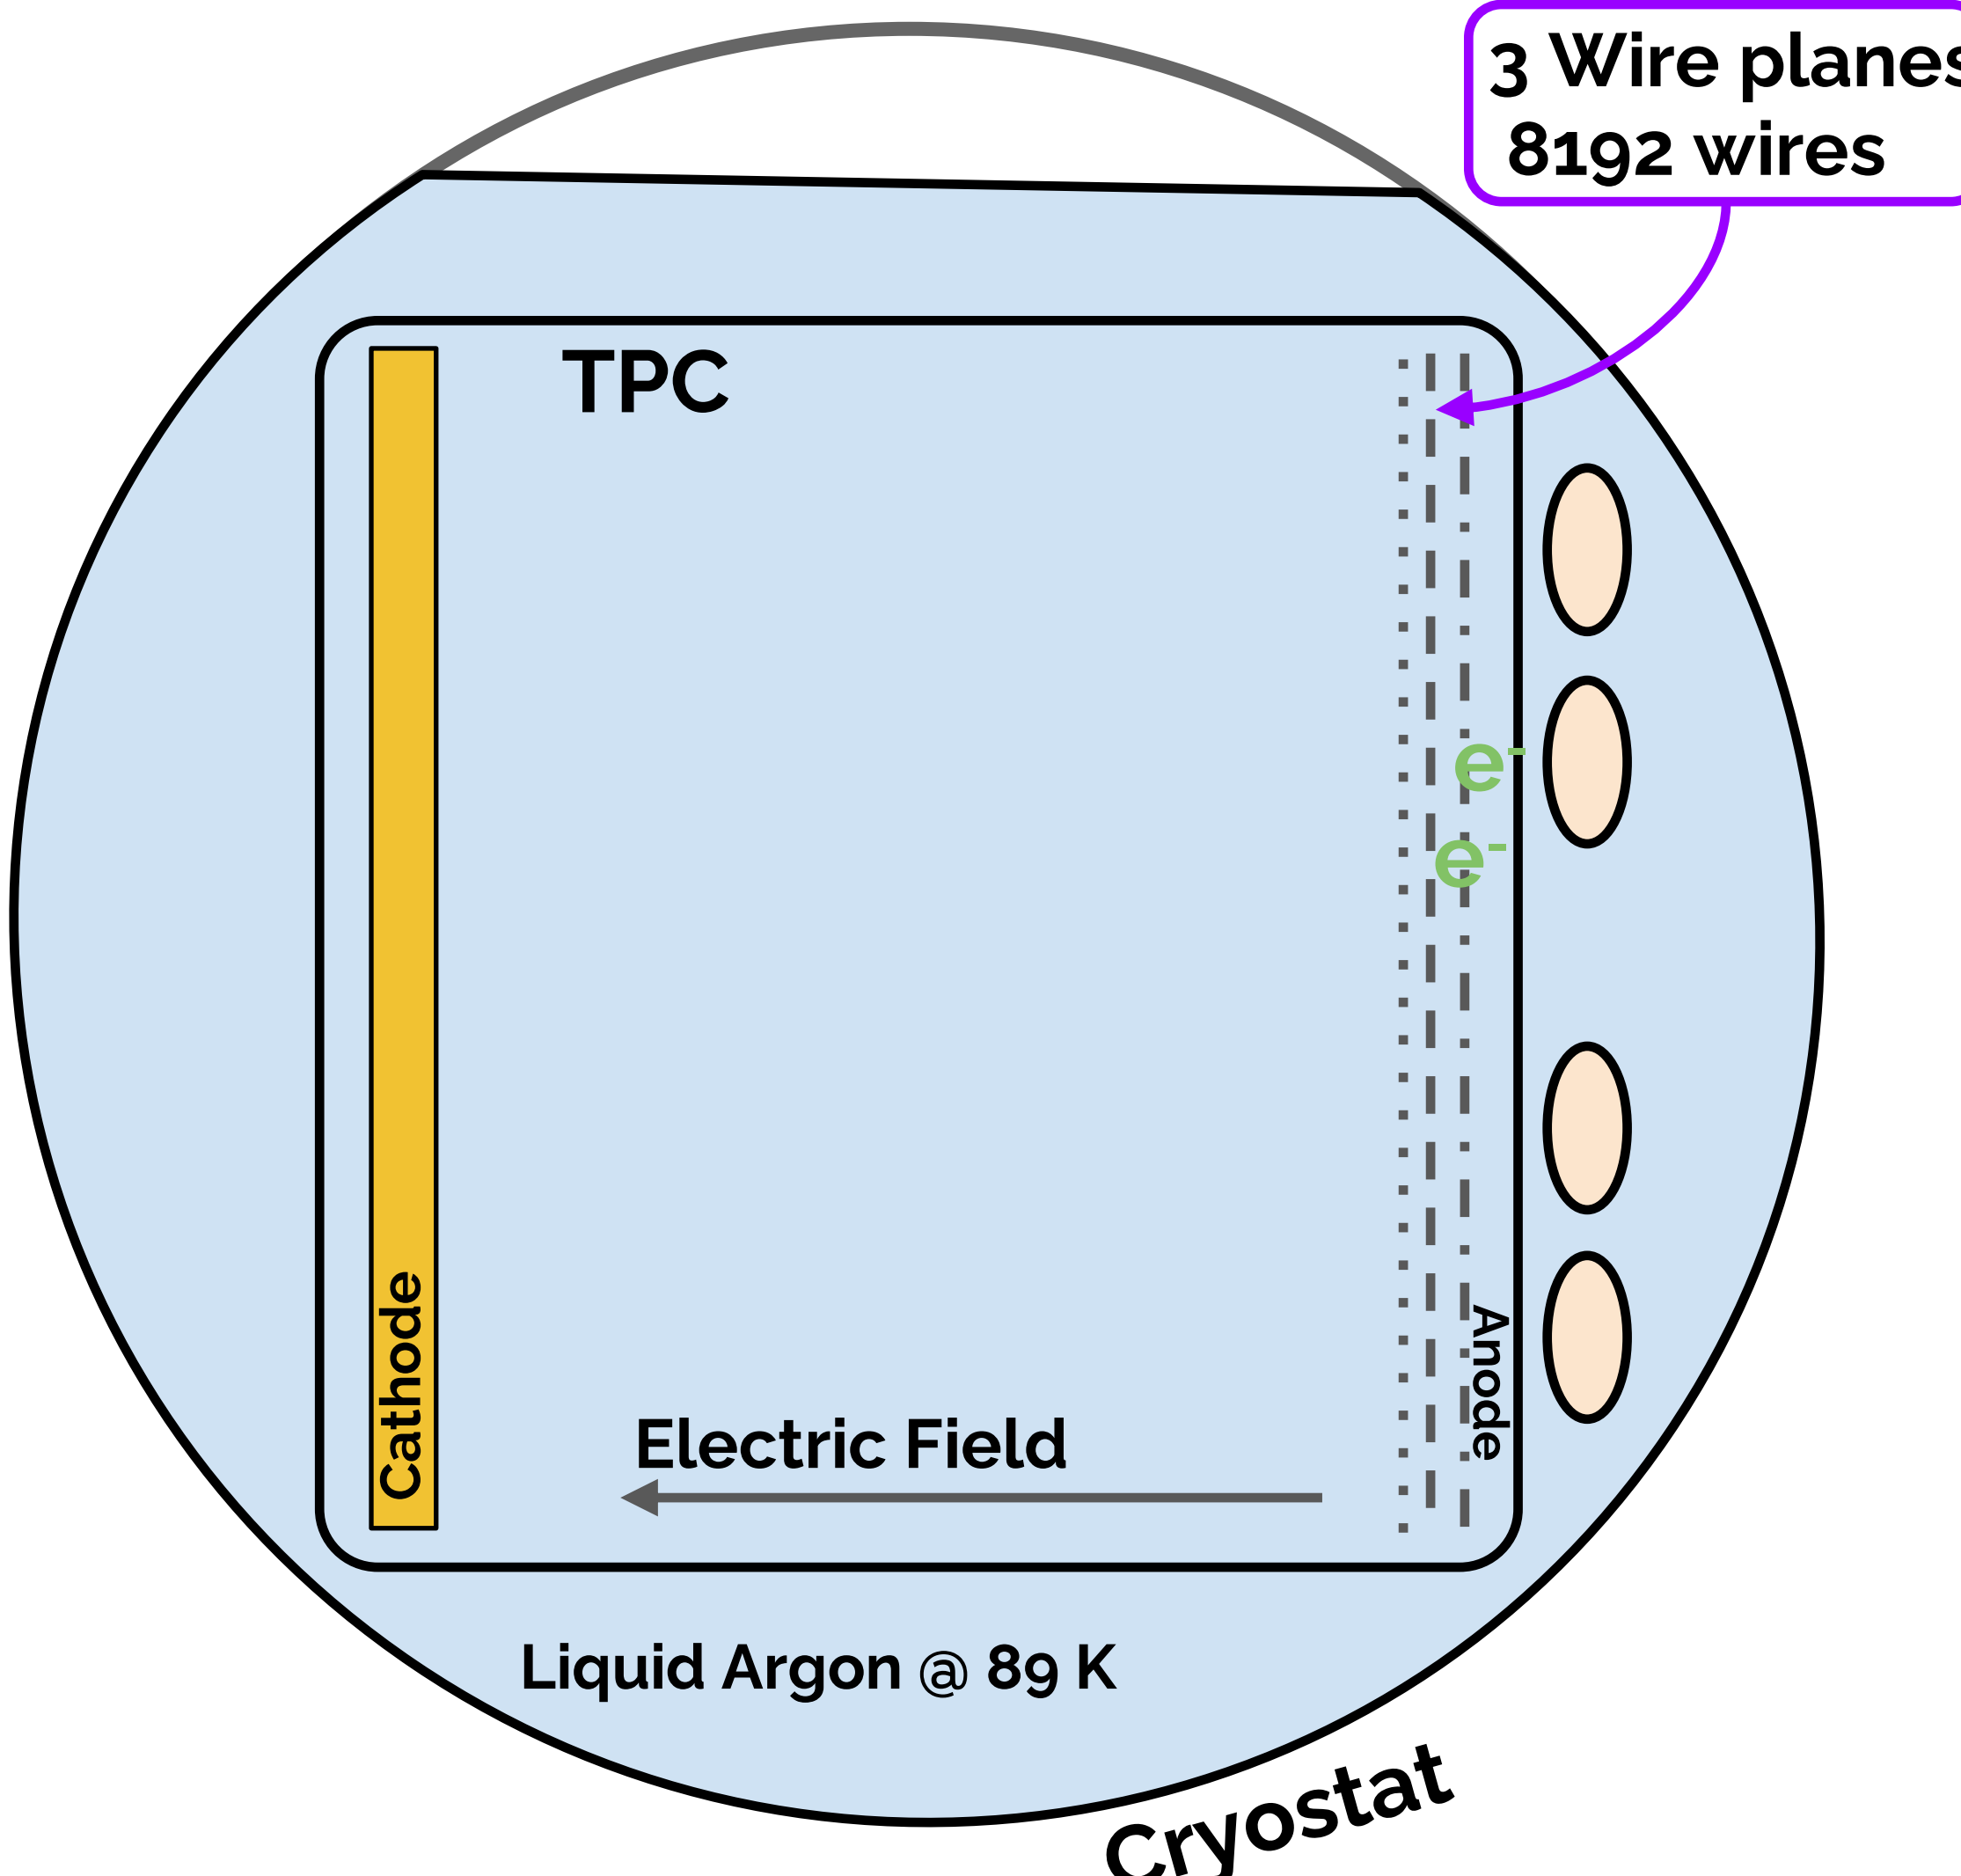 3 Wire planes
8192 wires
TPC
e-
e-
Cathode
Anode
Electric Field
Liquid Argon @ 89 K
Cryostat